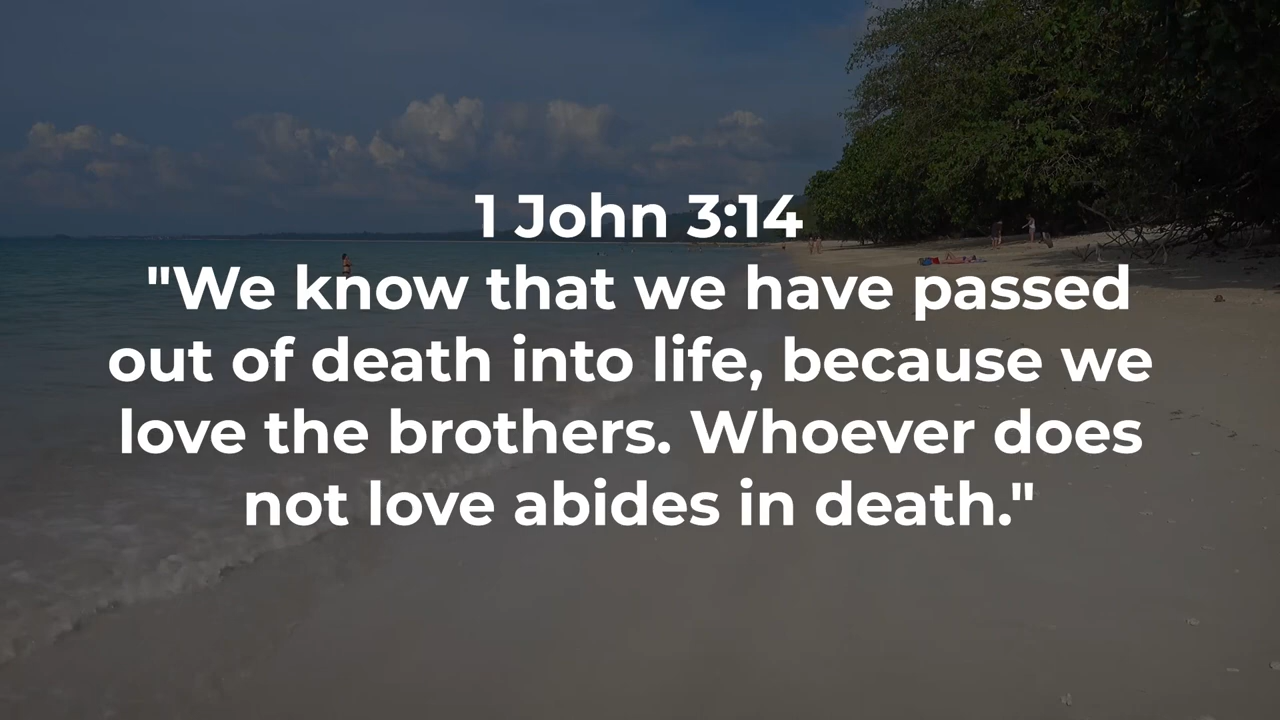 1 John 3:14
"We know that we have passed
out of death into life, because we
love the brothers. Whoever does
not love abides in death."